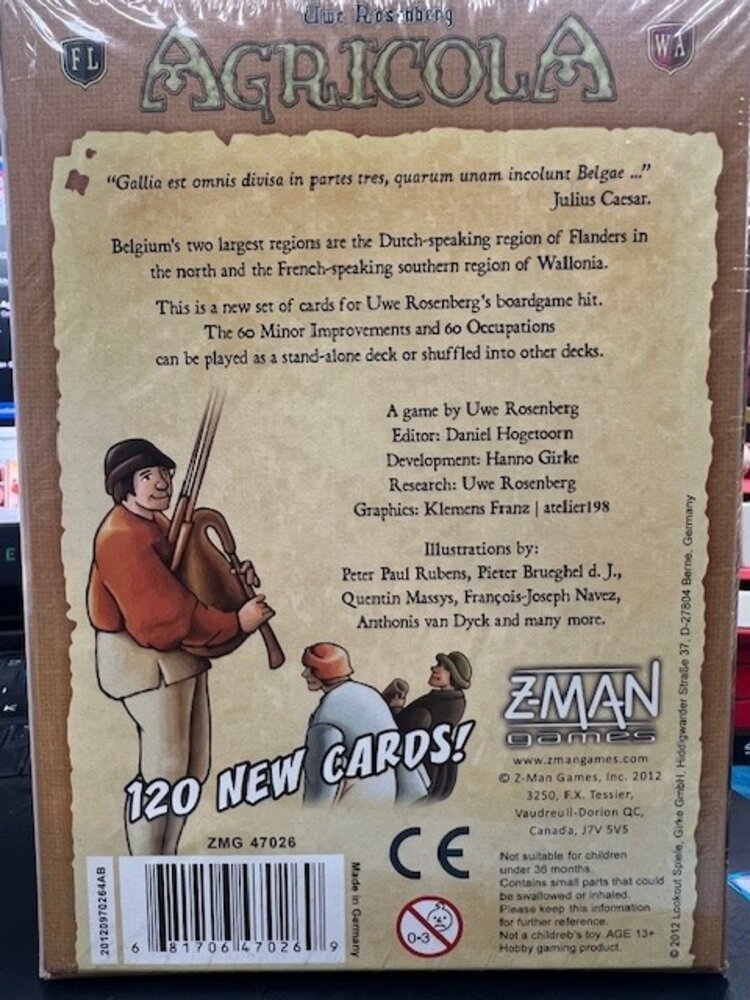 Uwe Rosenberg
FL
AGRICOLA
WA
"Gallia est omnis divisa in partes tres, quarum unam incolunt Belgae ..."
Julius Caesar.
Belgium's two largest regions are the Dutch-speaking region of Flanders in
the north and the French-speaking southern region of Wallonia.
This is a new set of cards for Uwe Rosenberg's boardgame hit.
The 60 Minor Improvements and 60 Occupations
can be played as a stand-alone deck or shuffled into other decks.
A game by Uwe Rosenberg
Editor: Daniel Hogetoorn
Development: Hanno Girke
Research: Uwe Rosenberg
Graphics: Klemens Franz | atelier198
Illustrations by:
Peter Paul Rubens, Pieter Brueghel d. J.,
Quentin Massys, François-Joseph Navez,
Anthonis van Dyck and many more.
120 NEW CARDS!
Z-MAN
games
www.zmangames.com
© Z-Man Games, Inc. 2012
3250, F.X. Tessier,
Vaudreuil-Dorion QC,
Canada, J7V 5V5
ZMG 47026
20120970264AB
6 81706 47026 9
Made in Germany
CE
0-3
Not suitable for children
under 36 months.
Contains small parts that could
be swallowed or inhaled.
Please keep this information
for further reference.
Not a childreb's toy. AGE 13+
Hobby gaming product.
© 2012 Lookout Spiele, Girke GmbH, Hiddigwarder Straße 37, D-27804 Berne, Germany